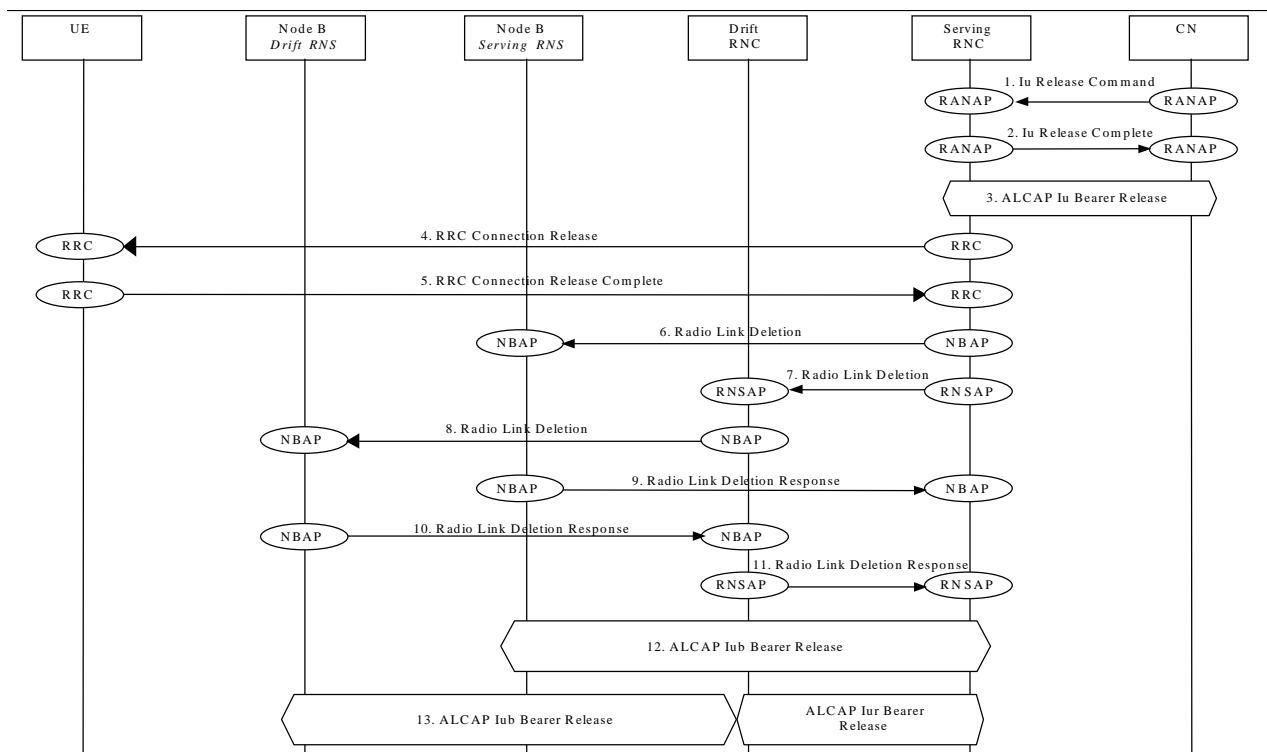 UE
Node B
Drift RNS
Node B
Serving RNS
Drift
RNC
Serving
RNC
CN
1. Iu Release Command
RANAP
RANAP
2. Iu Release Complete
RANAP
RANAP
3. ALCAP Iu Bearer Release
4. RRC Connection Release
RRC
RRC
5. RRC Connection Release Complete
RRC
RRC
6. Radio Link Deletion
NBAP
NBAP
7. Radio Link Deletion
RNSAP
RNSAP
8. Radio Link Deletion
NBAP
NBAP
9. Radio Link Deletion Response
NBAP
NBAP
10. Radio Link Deletion Response
NBAP
NBAP
11. Radio Link Deletion Response
RNSAP
RNSAP
12. ALCAP Iub Bearer Release
13. ALCAP Iub Bearer Release
ALCAP Iur Bearer
Release